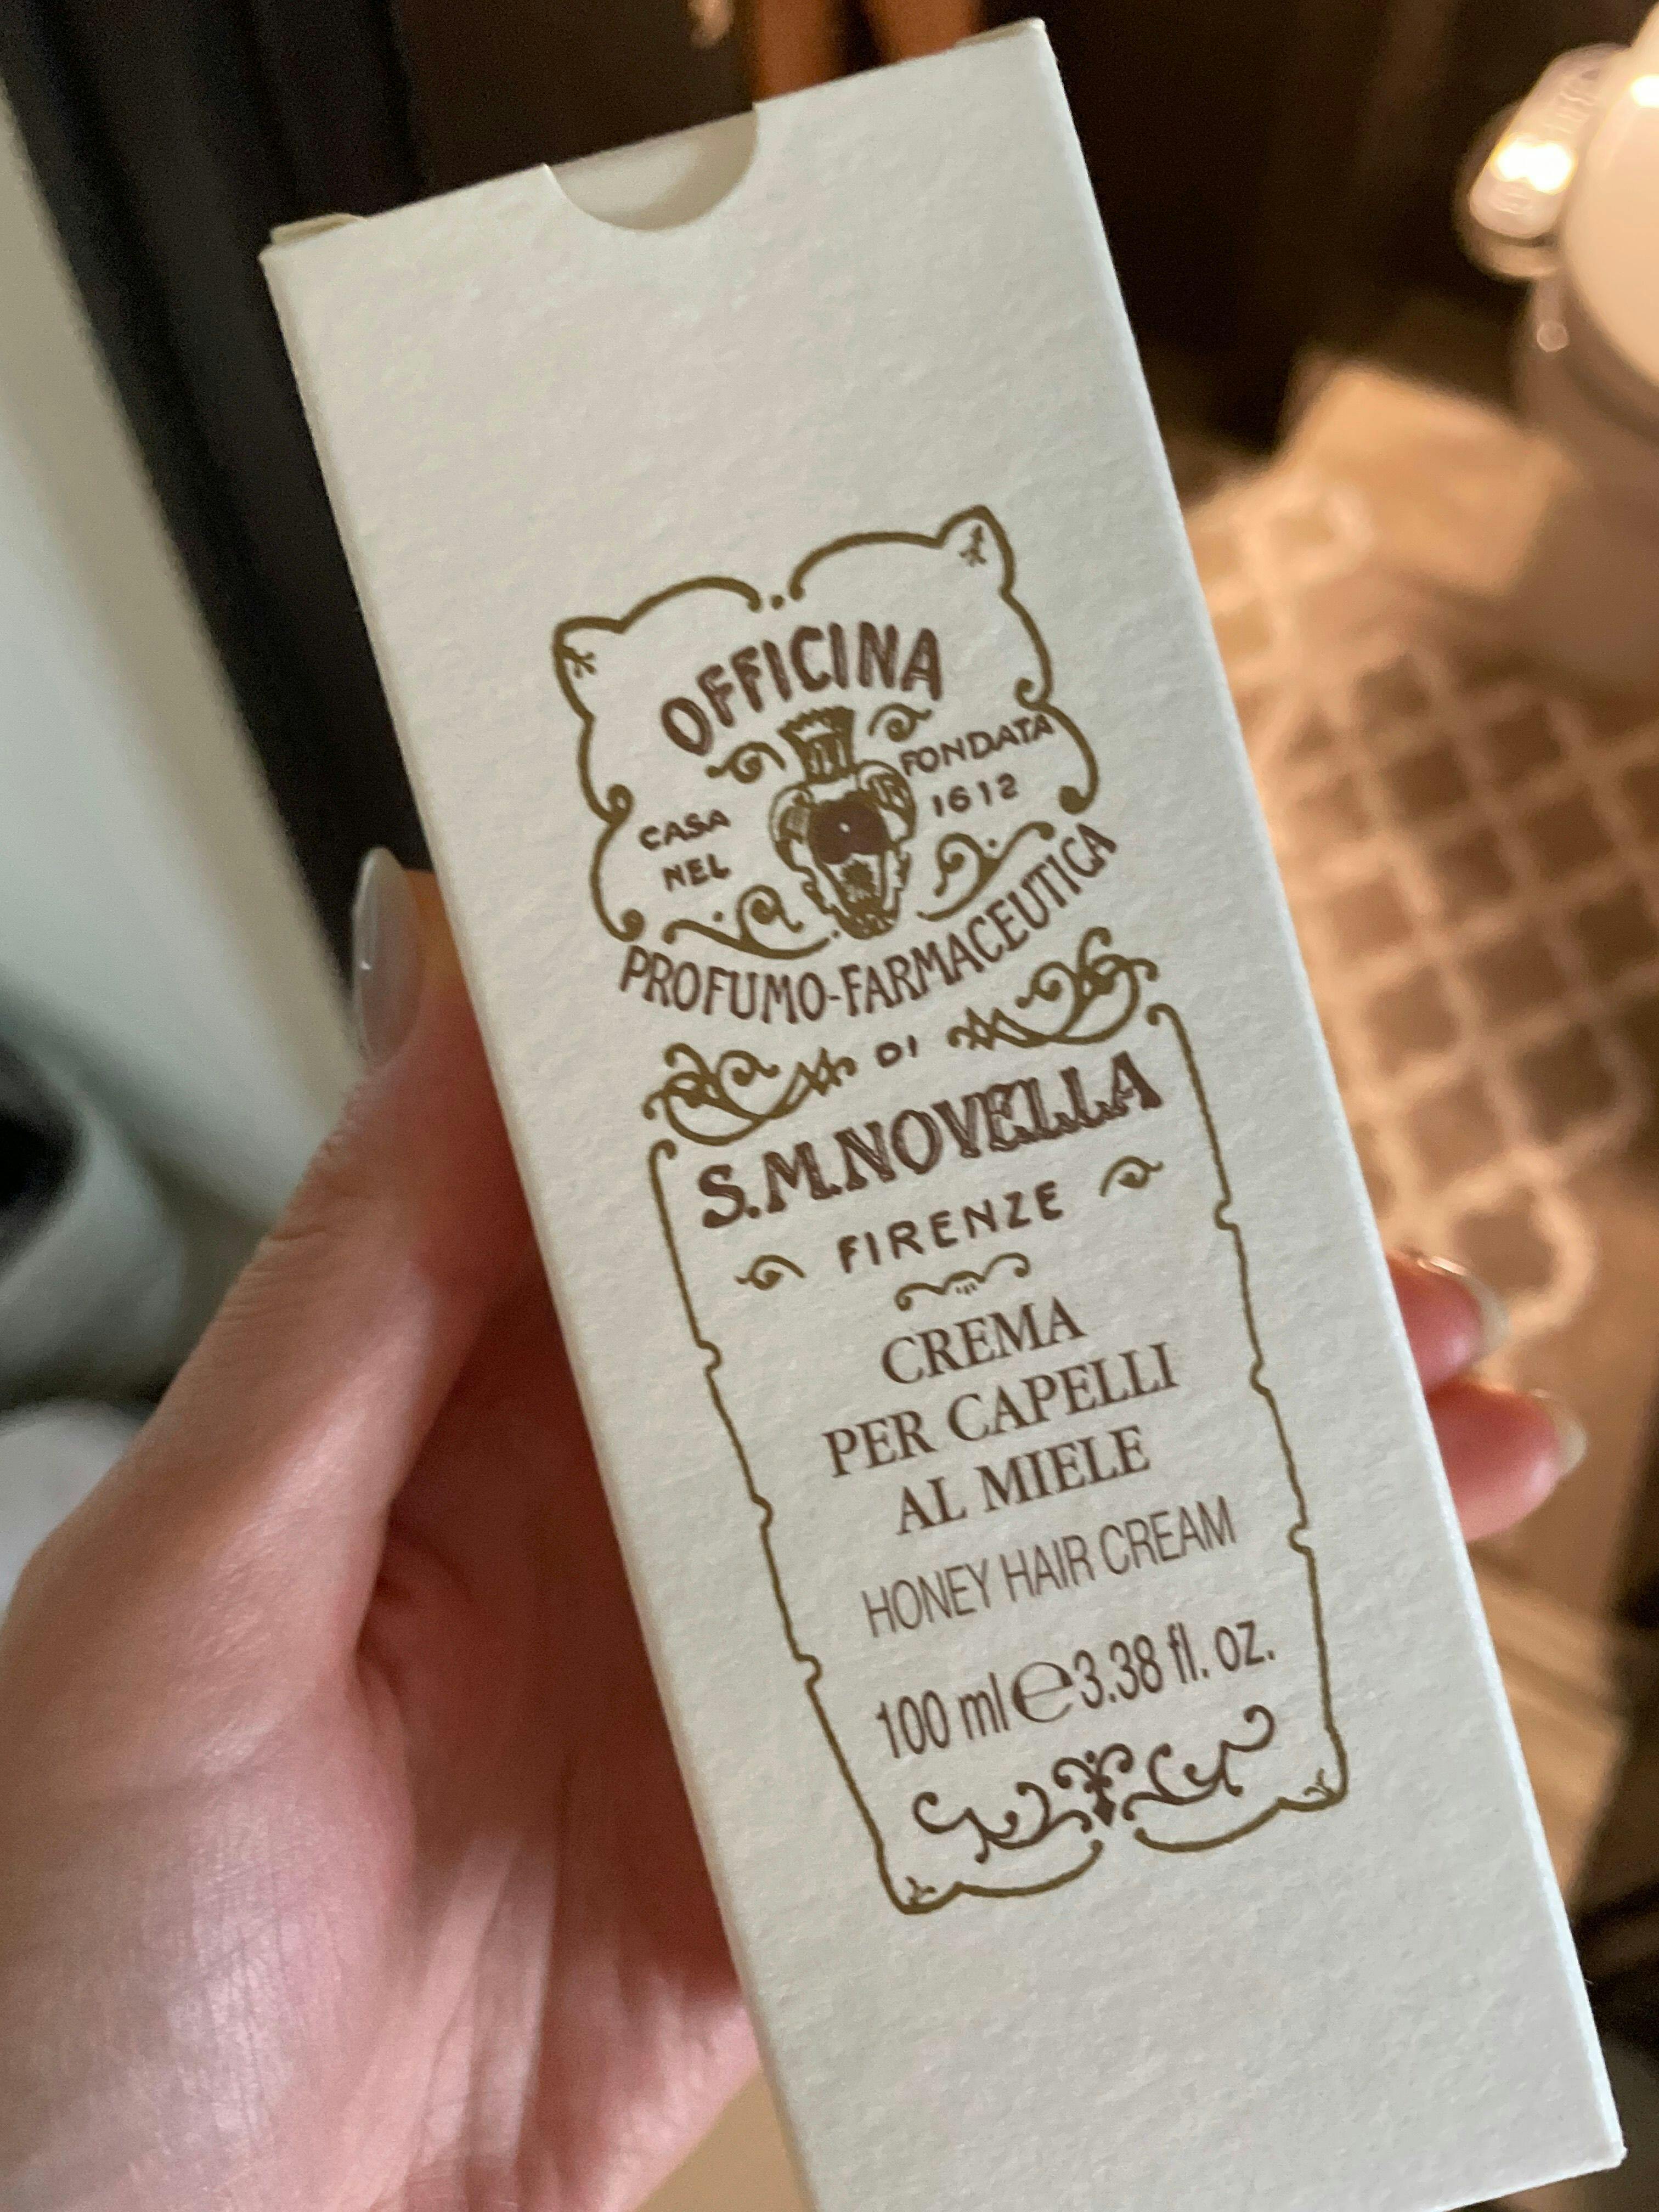 OFFICINA
CASA
NEL
FONDATA
1612
PROFUMO-FARMACEUTICA
DI
S.M.NOVELLA
FIRENZE
CREMA
PER CAPELLI
AL MIELE
HONEY HAIR CREAM
100 ml ℮ 3.38 fl. oz.